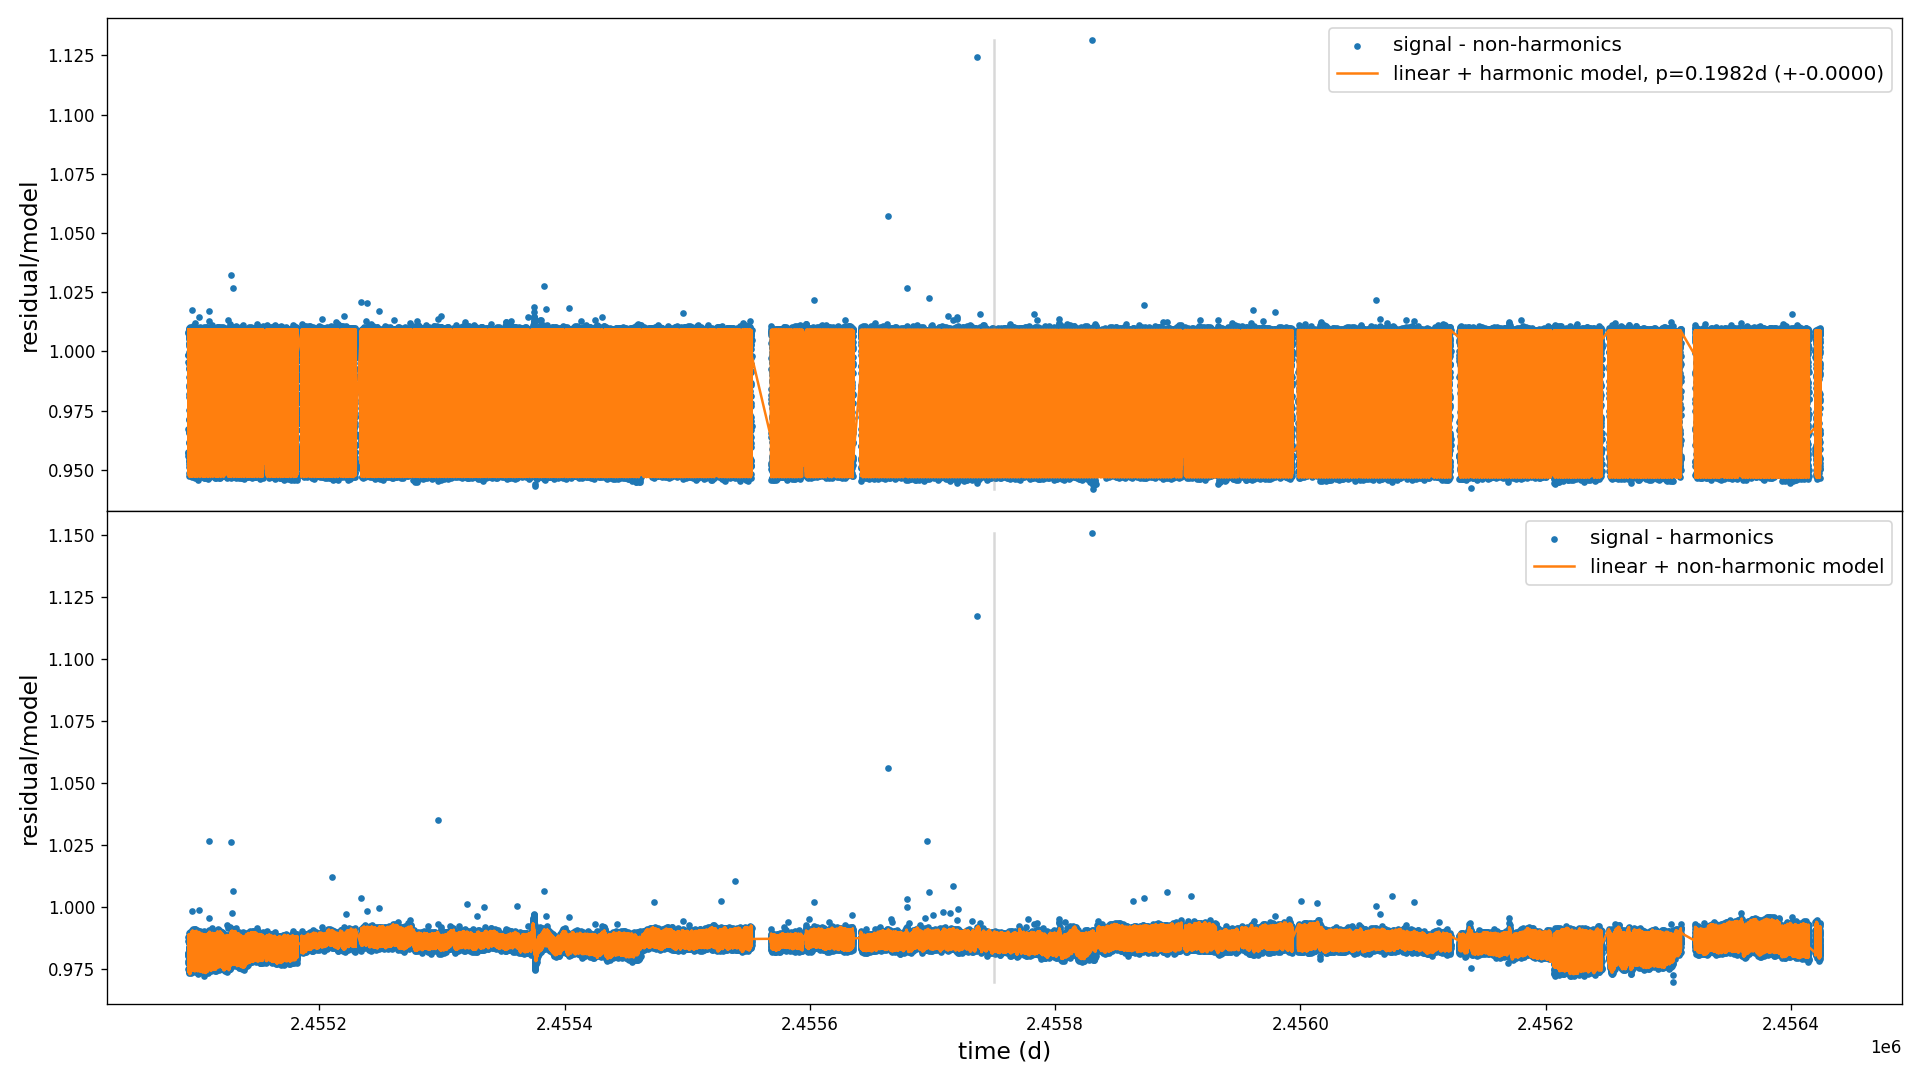 residual/model
1.125
1.100
1.075
1.050
1.025
1.000
0.975
0.950
signal - non-harmonics
linear + harmonic model, p=0.1982d (+-0.0000)
residual/model
1.150
1.125
1.100
1.075
1.050
1.025
1.000
0.975
signal - harmonics
linear + non-harmonic model
2.4552 2.4554 2.4556 2.4558 2.4560 2.4562 2.4564
1e6
time (d)